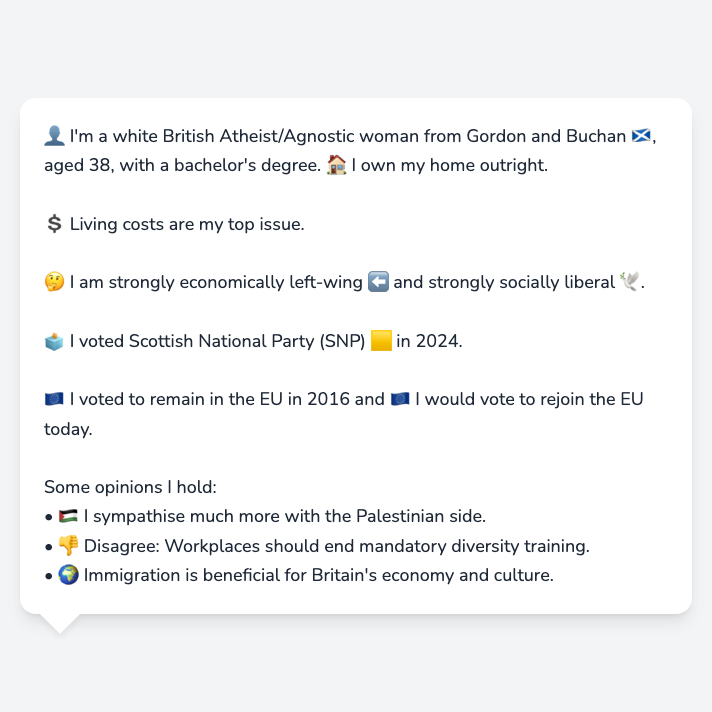 👤 I'm a white British Atheist/Agnostic woman from Gordon and Buchan 🏴󠁧󠁢󠁳󠁣󠁴󠁿,
aged 38, with a bachelor's degree. 🏠 I own my home outright.
💲 Living costs are my top issue.
🤔 I am strongly economically left-wing ⬅️ and strongly socially liberal 🕊️.
🗳️ I voted Scottish National Party (SNP) 🟨 in 2024.
🇪🇺 I voted to remain in the EU in 2016 and 🇪🇺 I would vote to rejoin the EU
today.
Some opinions I hold:
• 🇵🇸 I sympathise much more with the Palestinian side.
• 👎 Disagree: Workplaces should end mandatory diversity training.
• 🌍 Immigration is beneficial for Britain's economy and culture.